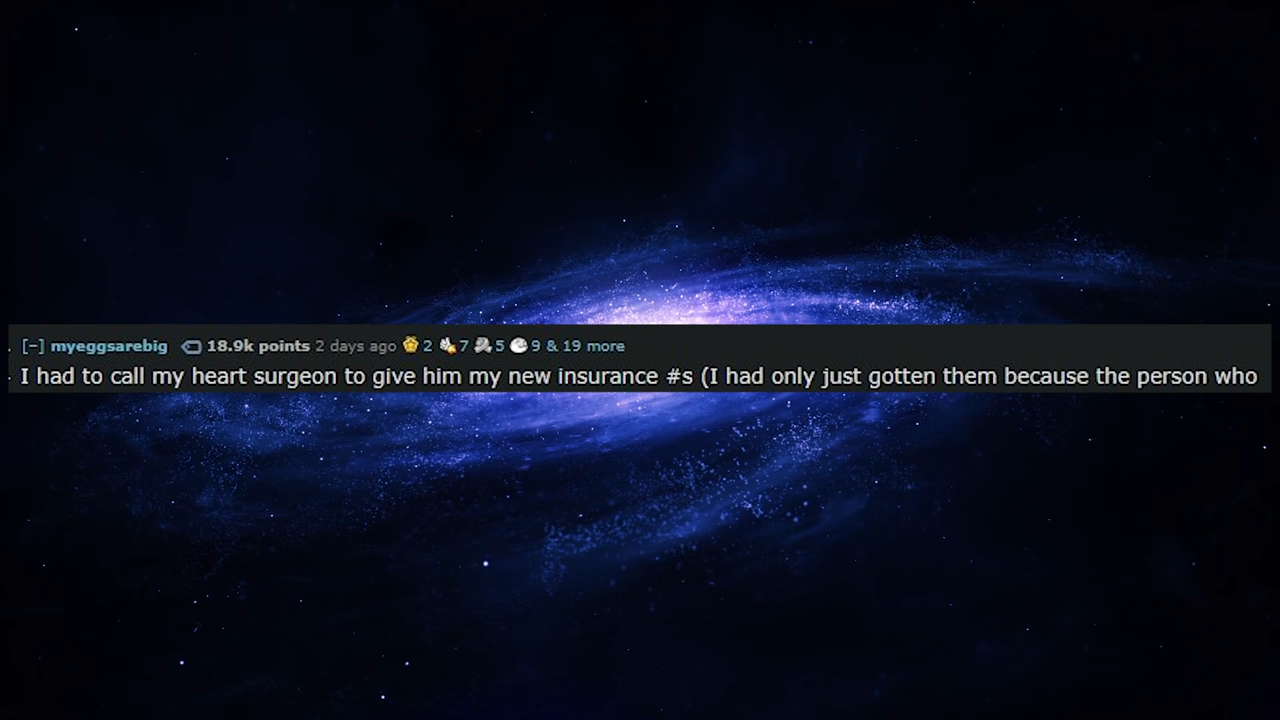 [–] myeggsarebig 18.9k points 2 days ago 2 7 5 9 & 19 more
I had to call my heart surgeon to give him my new insurance #s (I had only just gotten them because the person who